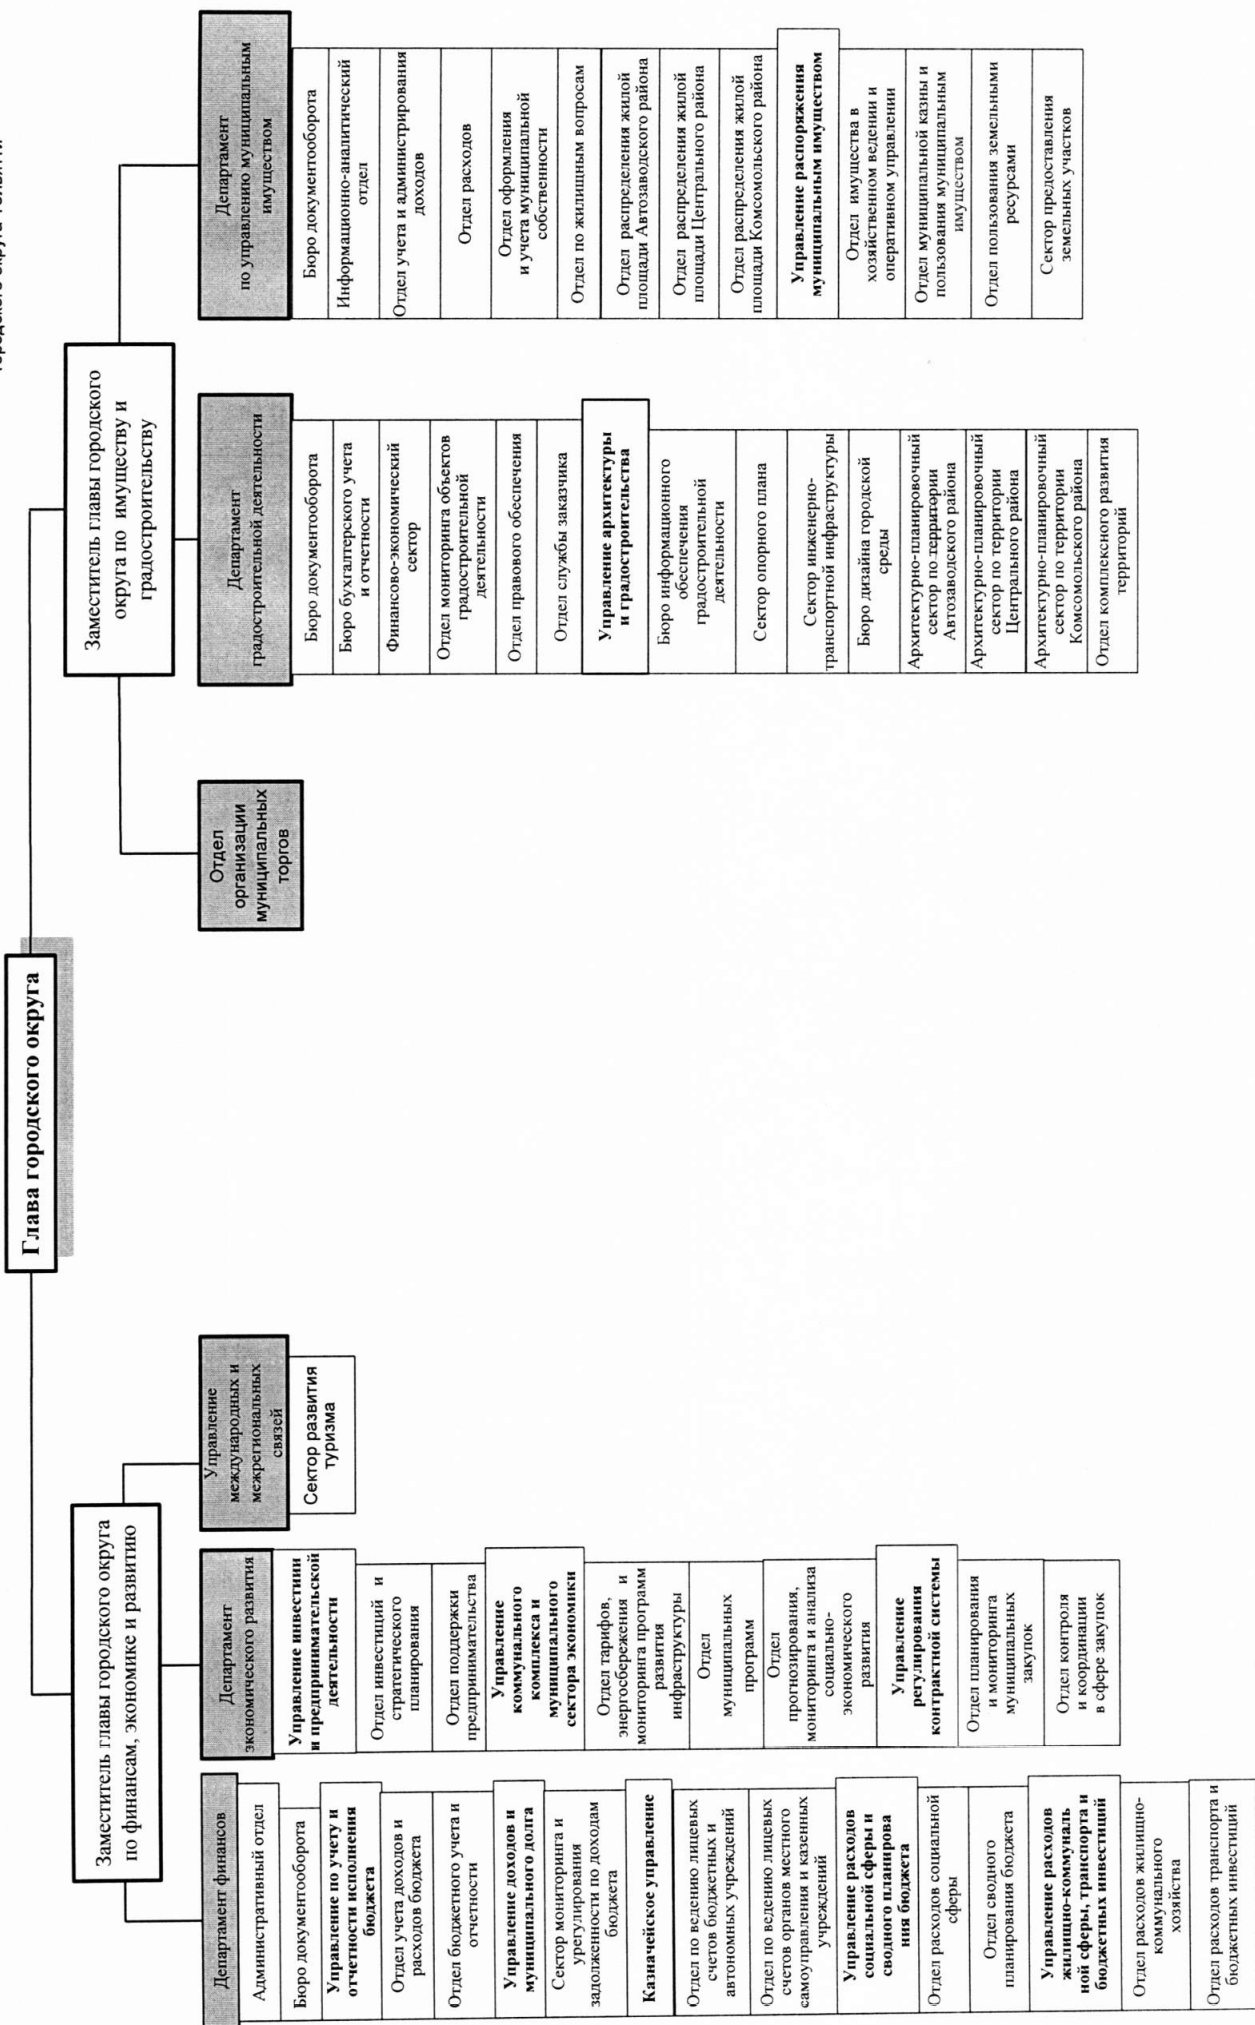 городского округа Тольятти
Глава городского округа
Заместитель главы городского округа
по финансам, экономике и развитию
Заместитель главы городского
округа по имуществу и
градостроительству
Департамент финансов
Административный отдел
Бюро документооборота
Управление по учету и
отчетности исполнения
бюджета
Отдел учета доходов и
расходов бюджета
Отдел бюджетного учета и
отчетности
Управление доходов и
муниципального долга
Сектор мониторинга и
урегулирования
задолженности по доходам
бюджета
Казначейское управление
Отдел по ведению лицевых
счетов бюджетных и
автономных учреждений
Отдел по ведению лицевых
счетов органов местного
самоуправления и казенных
учреждений
Управление расходов
социальной сферы и
сводного планирова
ния бюджета
Отдел расходов социальной
сферы
Отдел сводного
планирования бюджета
Управление расходов
жилищно-коммуналь
ной сферы, транспорта и
бюджетных инвестиций
Отдел расходов жилищно-
коммунального
хозяйства
Отдел расходов транспорта и
бюджетных инвестиций
Департамент
экономического развития
Управление инвестиции
и предпринимательской
деятельности
Отдел инвестиций и
стратегического
планирования
Отдел поддержки
предпринимательства
Управление
коммунального
комплекса и
муниципального
сектора экономики
Отдел тарифов,
энергосбережения и
мониторинга программ
развития
инфраструктуры
Отдел
муниципальных
программ
Отдел
прогнозирования,
мониторинга и анализа
социально-
экономического
развития
Управление
регулирования
контрактной системы
Отдел планирования
и мониторинга
муниципальных
закупок
Отдел контроля
и координации
в сфере закупок
Управление
международных и
межрегиональных
связей
Сектор развития
туризма
Отдел
организации
муниципальных
торгов
Департамент
градостроительной деятельности
Бюро документооборота
Бюро бухгалтерского учета
и отчетности
Финансово-экономический
сектор
Отдел мониторинга объектов
градостроительной
деятельности
Отдел правового обеспечения
Отдел службы заказчика
Управление архитектуры
и градостроительства
Бюро информационного
обеспечения
градостроительной
деятельности
Сектор опорного плана
Сектор инженерно-
транспортной инфраструктуры
Бюро дизайна городской
среды
Архитектурно-планировочный
сектор по территории
Автозаводского района
Архитектурно-планировочный
сектор по территории
Центрального района
Архитектурно-планировочный
сектор по территории
Комсомольского района
Отдел комплексного развития
территорий
Департамент
по управлению муниципальным
имуществом
Бюро документооборота
Информационно-аналитический
отдел
Отдел учета и администрирования
доходов
Отдел расходов
Отдел оформления
и учета муниципальной
собственности
Отдел по жилищным вопросам
Отдел распределения жилой
площади Автозаводского района
Отдел распределения жилой
площади Центрального района
Отдел распределения жилой
площади Комсомольского района
Управление распоряжения
муниципальным имуществом
Отдел имущества в
хозяйственном ведении и
оперативном управлении
Отдел муниципальной казны и
пользования муниципальным
имуществом
Отдел пользования земельными
ресурсами
Сектор предоставления
земельных участков